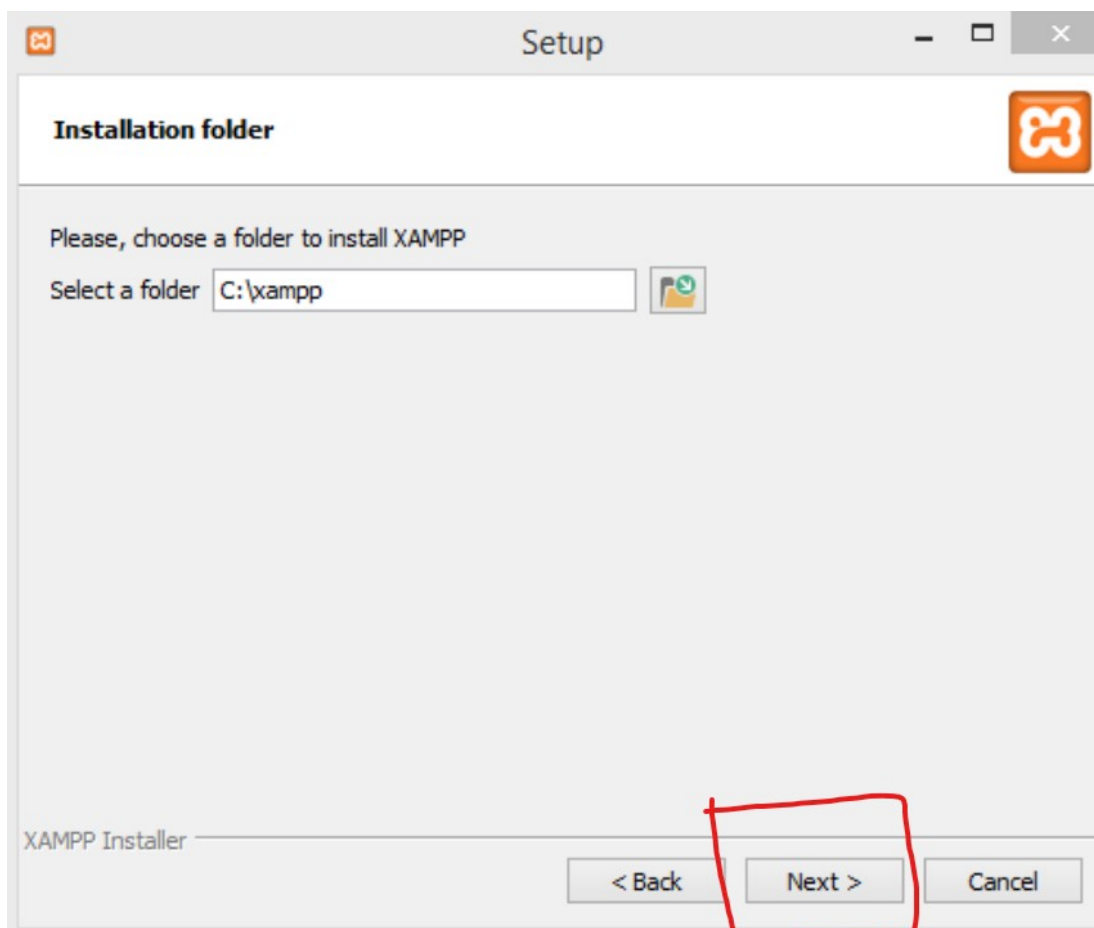 Setup
Installation folder
Please, choose a folder to install XAMPP
Select a folder C:\xampp
XAMPP Installer
< Back Next > Cancel